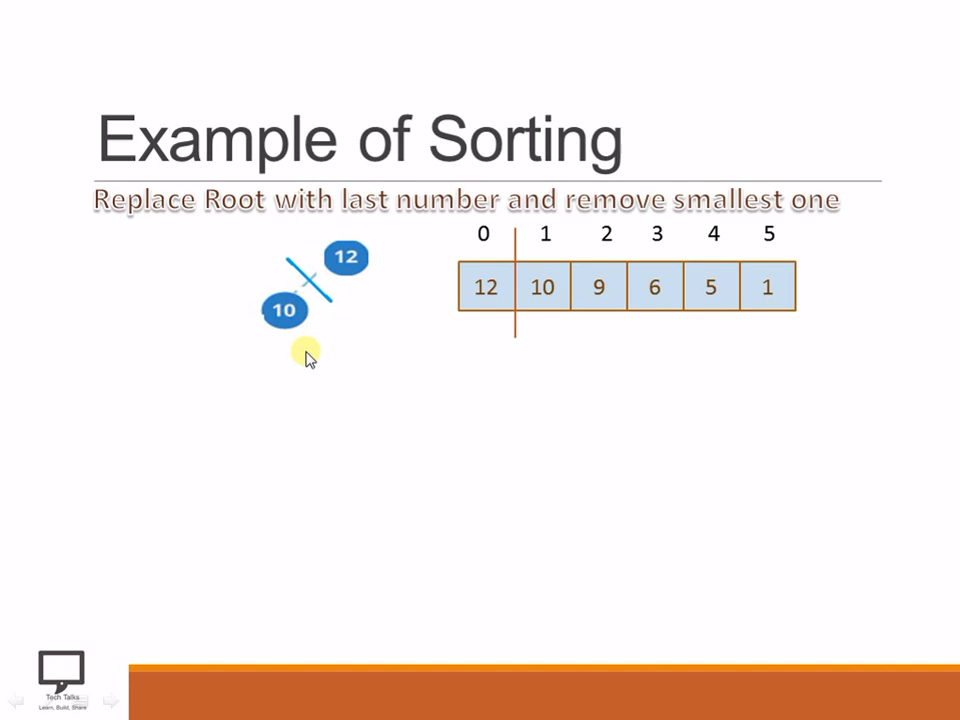 Example of Sorting
Replace Root with last number and remove smallest one
0 1 2 3 4 5
12
12 10 9 6 5 1
10
Tech Talks
Learn, Build, Share